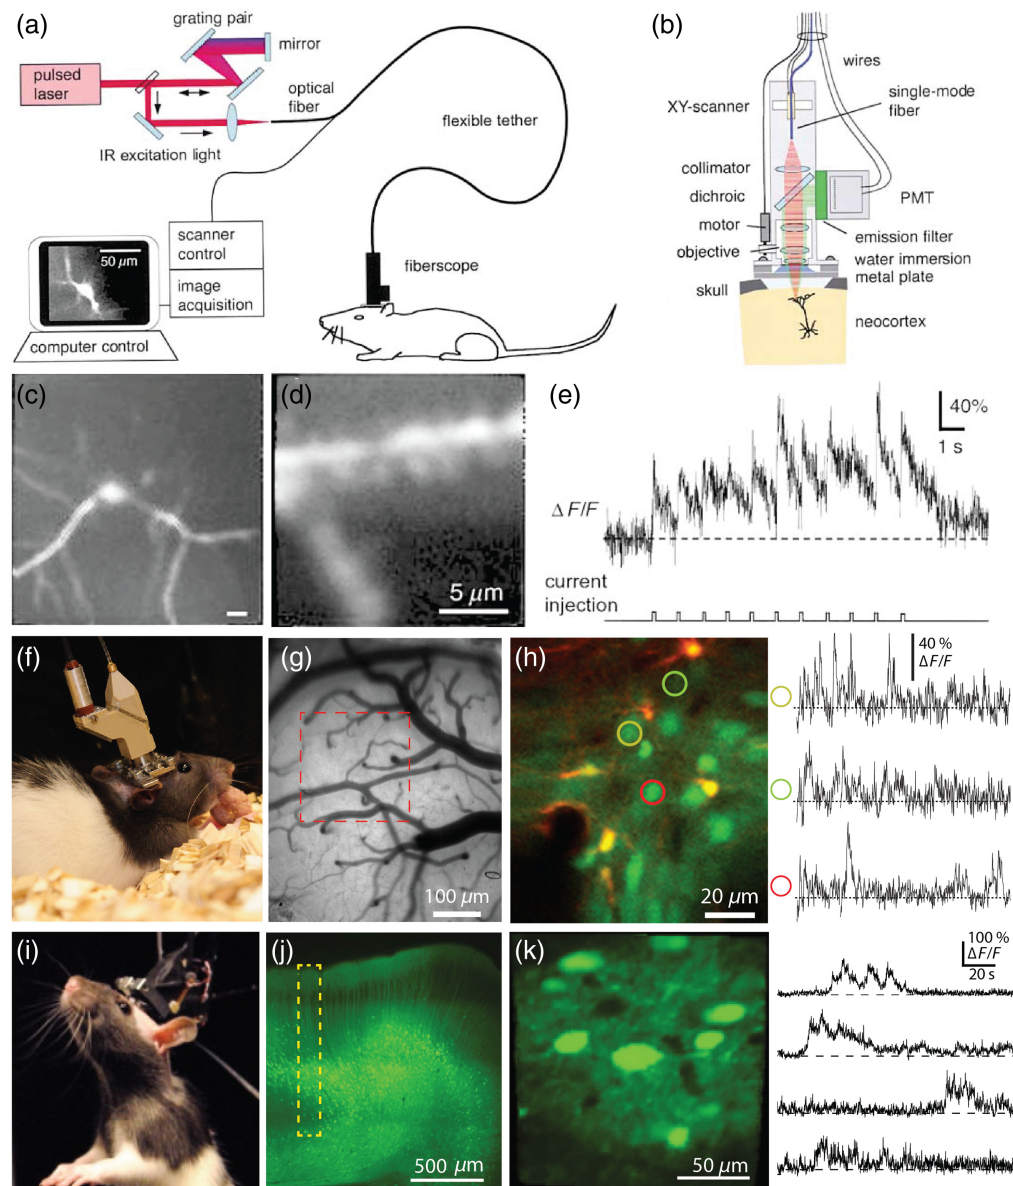 (a)
grating pair
mirror
pulsed
laser
optical
fiber
IR excitation light
flexible tether
scanner
control
image
acquisition
50 µm
computer control
fiberscope
(b)
wires
XY-scanner
single-mode
fiber
collimator
dichroic
PMT
motor
emission filter
objective
water immersion
metal plate
skull
neocortex
(c)
(d)
5 µm
(e)
40%
1 s
Δ F/F
current
injection
(f)
(g)
100 µm
(h)
20 µm
40 %
ΔF/F
(i)
(j)
500 µm
(k)
50 µm
100 %
ΔF/F
20 s